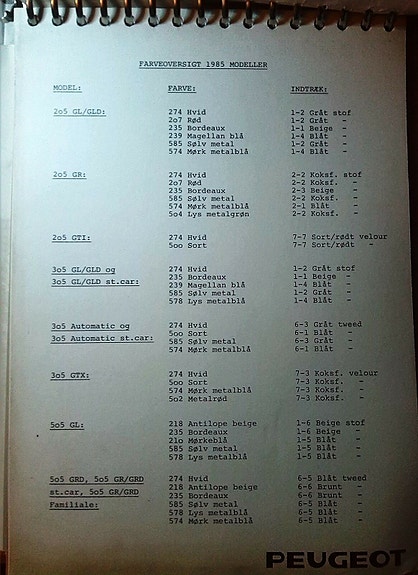 FARVEOVERSIGT 1985 MODELLER
MODEL: FARVE: INDTRÆK:
2o5 GL/GLD: 274 Hvid 1-2 Gråt stof
2o7 Rød 1-2 Gråt -
235 Bordeaux 1-1 Beige -
239 Magellan blå 1-4 Blåt -
585 Sølv metal 1-2 Gråt -
574 Mørk metalblå 1-4 Blåt -
2o5 GR: 274 Hvid 2-2 Koksf. stof
2o7 Rød 2-2 Koksf. -
235 Bordeaux 2-3 Beige -
585 Sølv metal 2-2 Koksf. -
574 Mørk metalblå 2-1 Blåt -
5o4 Lys metalgrøn 2-2 Koksf. -
2o5 GTI: 274 Hvid 7-7 Sort/rødt velour
5oo Sort 7-7 Sort/rødt -
3o5 GL/GLD og 274 Hvid 1-2 Gråt stof
3o5 GL/GLD st.car: 235 Bordeaux 1-1 Beige -
239 Magellan blå 1-4 Blåt -
585 Sølv metal 1-2 Gråt -
578 Lys metalblå 1-4 Blåt -
3o5 Automatic og 274 Hvid 6-3 Gråt tweed
3o5 Automatic st.car: 5oo Sort 6-1 Blåt -
585 Sølv metal 6-3 Gråt -
574 Mørk metalblå 6-1 Blåt -
3o5 GTX: 274 Hvid 7-3 Koksf. velour
5oo Sort 7-3 Koksf. -
574 Mørk metalblå 7-3 Koksf. -
5o2 Metalrød 7-3 Koksf. -
5o5 GL: 218 Antilope beige 1-6 Beige stof
235 Bordeaux 1-6 Beige -
21o Mørkeblå 1-5 Blåt -
585 Sølv metal 1-5 Blåt -
578 Lys metalblå 1-5 Blåt -
5o5 GRD, 5o5 GR/GRD 274 Hvid 6-5 Blåt tweed
st.car, 5o5 GR/GRD 218 Antilope beige 6-6 Brunt -
Familiale: 235 Bordeaux 6-6 Brunt -
585 Sølv metal 6-5 Blåt -
578 Lys metalblå 6-5 Blåt -
574 Mørk metalblå 6-5 Blåt -
PEUGEOT